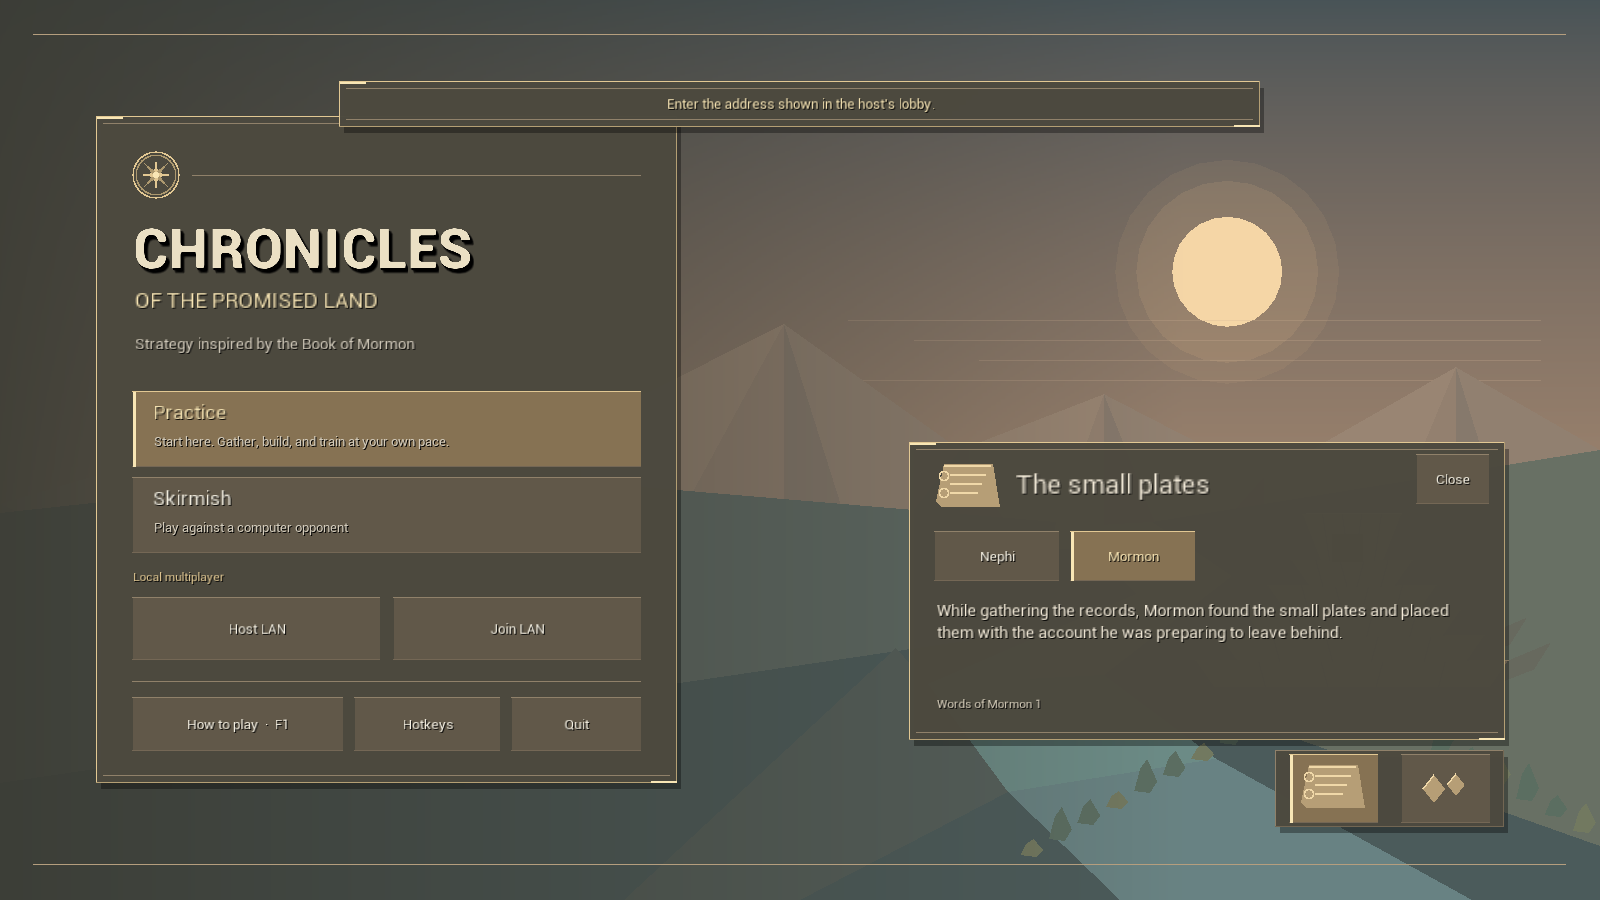 Enter the address shown in the host's lobby.
CHRONICLES
OF THE PROMISED LAND
Strategy inspired by the Book of Mormon
Practice
Start here. Gather, build, and train at your own pace.
Skirmish
Play against a computer opponent
Local multiplayer
Host LAN
Join LAN
How to play · F1
Hotkeys
Quit
The small plates
Close
Nephi
Mormon
While gathering the records, Mormon found the small plates and placed
them with the account he was preparing to leave behind.
Words of Mormon 1